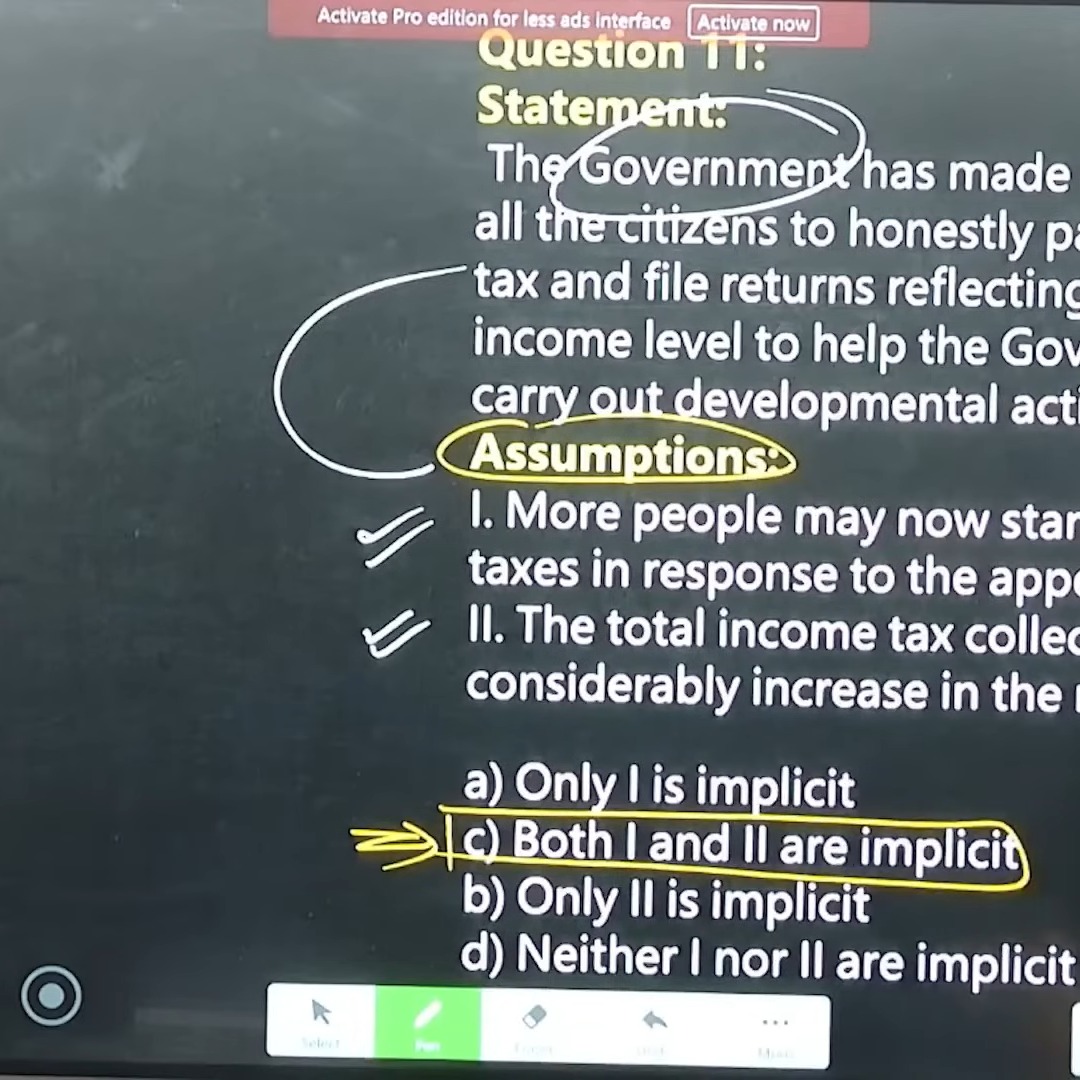 Activate Pro edition for less ads interface Activate now
Question 11:
Statement:
The Government has made
all the citizens to honestly
tax and file returns reflecting
income level to help the
carry out developmental
Assumptions:
I. More people may now
taxes in response to the
II. The total income tax
considerably increase in the
a) Only I is implicit
c) Both I and II are implicit
b) Only II is implicit
d) Neither I nor II are implicit
Select
Pen
More